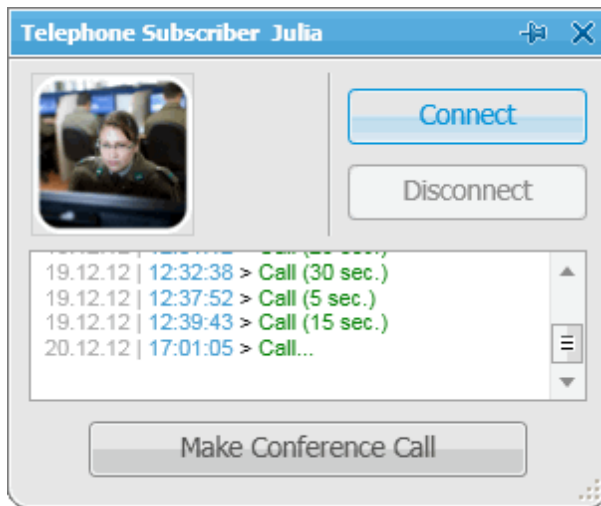 Telephone Subscriber Julia
Connect
Disconnect
19.12.12 | 12:32:38 > Call (30 sec.)
19.12.12 | 12:37:52 > Call (5 sec.)
19.12.12 | 12:39:43 > Call (15 sec.)
20.12.12 | 17:01:05 > Call...
Make Conference Call